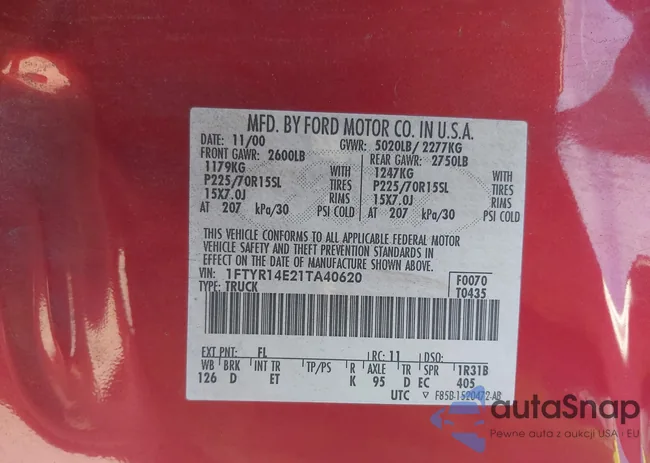 MFD. BY FORD MOTOR CO. IN U.S.A.
DATE: 11/00 GVWR: 5020LB/ 2277KG
FRONT GAWR: 2600LB REAR GAWR: 2750LB
1179KG WITH 1247KG WITH
P225/70R15SL TIRES P225/70R15SL TIRES
15X7.0J RIMS 15X7.0J RIMS
AT 207 kPa/30 PSI COLD AT 207 kPa/30 PSI COLD
THIS VEHICLE CONFORMS TO ALL APPLICABLE FEDERAL MOTOR
VEHICLE SAFETY AND THEFT PREVENTION STANDARDS IN EFFECT
ON THE DATE OF MANUFACTURE SHOWN ABOVE.
VIN: 1FTYR14E21TA40620 F0070
TYPE: TRUCK T0435
EXT PNT: FL RC: 11 DSO:
WB BRK INT TR TP/PS R AXLE TR SPR 1R31B
126 D ET K 95 D EC 405
UTC ▽ F85B-1520472-AB
autaSnap
Pewne auta z aukcji USA i EU